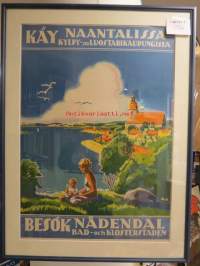 KÄY NAANTALISSA
KYLPY- JA LUOSTARIKAUPUNGISSA
BESÖK NÅDENDAL
BAD- och KLOSTERSTADEN